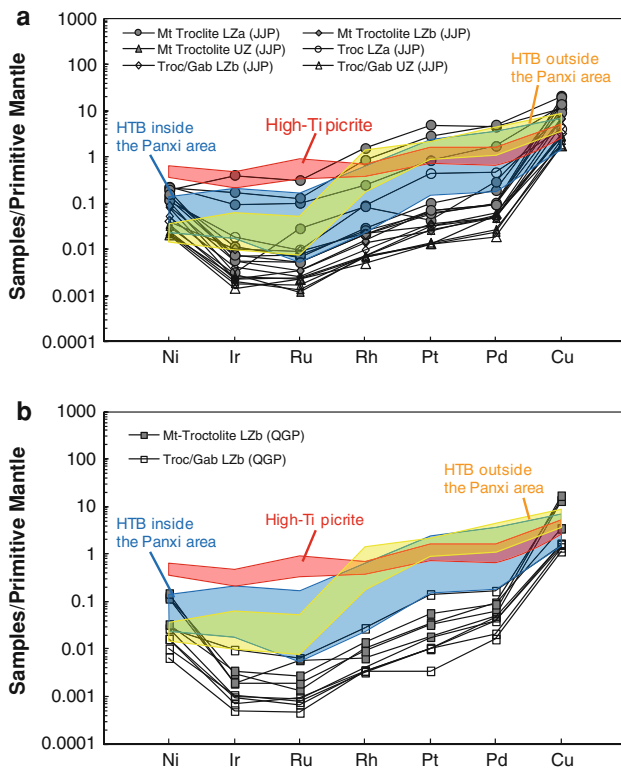 a
Samples/Primitive Mantle
1000
100
10
1
0.1
0.01
0.001
0.0001
Mt Troclite LZa (JJP)
Mt Troctolite LZb (JJP)
Mt Troctolite UZ (JJP)
Troc LZa (JJP)
Troc/Gab LZb (JJP)
Troc/Gab UZ (JJP)
HTB outside
the Panxi area
HTB inside
the Panxi area
High-Ti picrite
Ni Ir Ru Rh Pt Pd Cu
b
Samples/Primitive Mantle
1000
100
10
1
0.1
0.01
0.001
0.0001
Mt-Troctolite LZb (QGP)
Troc/Gab LZb (QGP)
HTB outside
the Panxi area
HTB inside
the Panxi area
High-Ti picrite
Ni Ir Ru Rh Pt Pd Cu